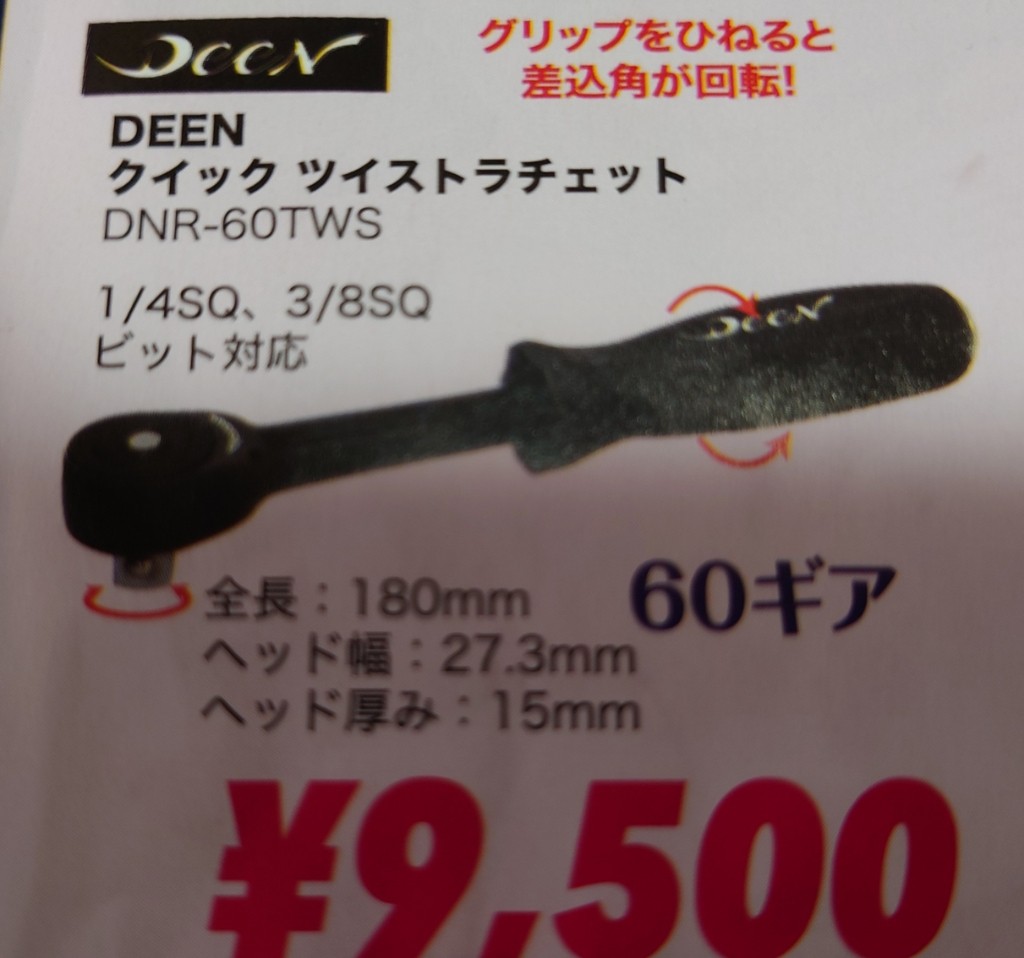 DEEN
グリップをひねると
差込角が回転!
DEEN
クイック ツイストラチェット
DNR-60TWS
1/4SQ、3/8SQ
ビット対応
DEEN
全長：180mm
60ギア
ヘッド幅：27.3mm
ヘッド厚み：15mm
¥9,500